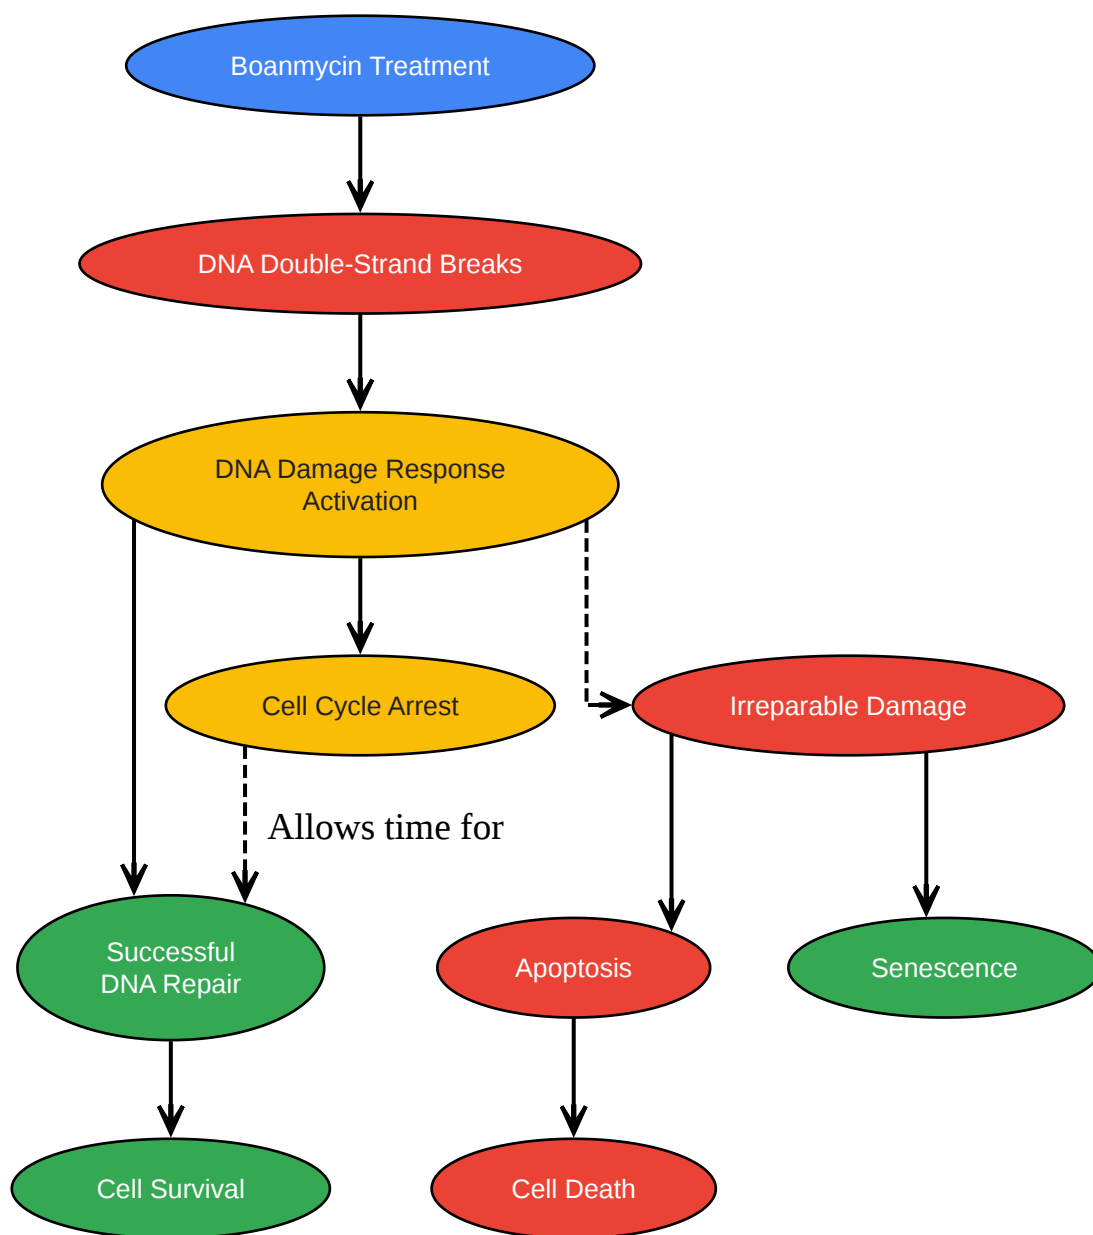 Boanmycin Treatment
DNA Double-Strand Breaks
DNA Damage Response
Activation
Cell Cycle Arrest
Irreparable Damage
Allows time for
Successful
DNA Repair
Apoptosis
Senescence
Cell Survival
Cell Death